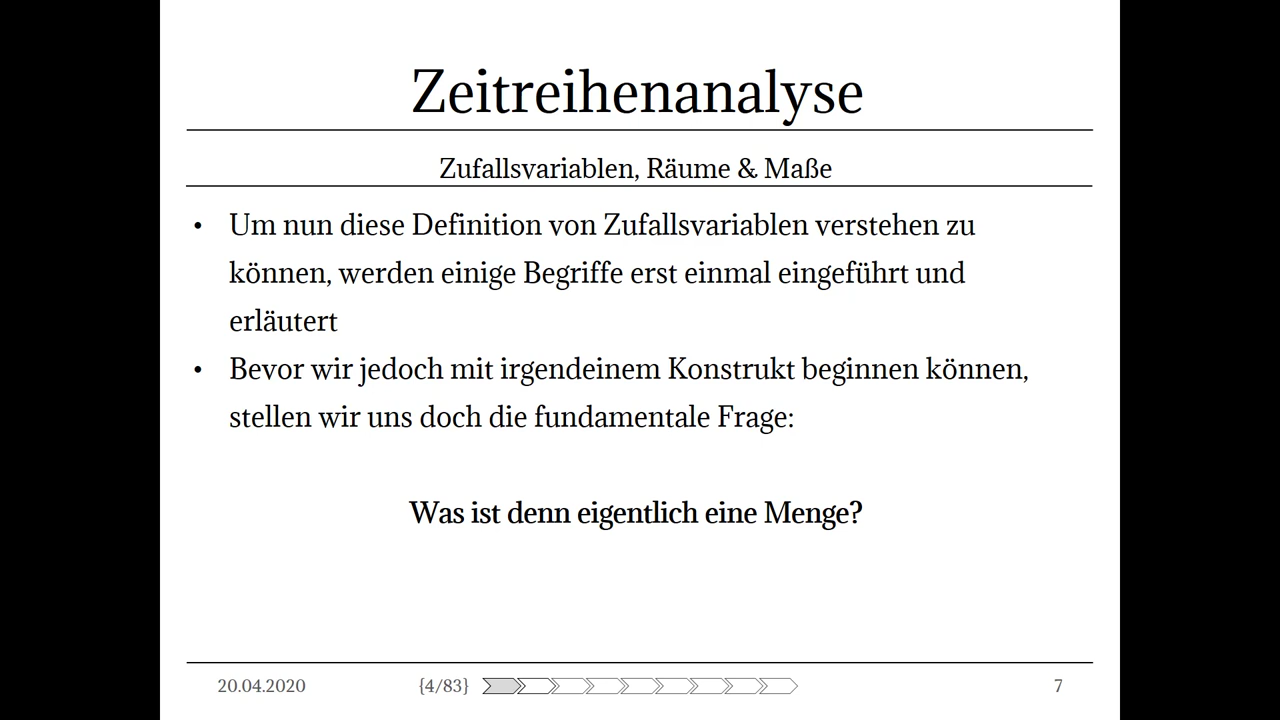 Zeitreihenanalyse
Zufallsvariablen, Räume & Maße
• Um nun diese Definition von Zufallsvariablen verstehen zu
können, werden einige Begriffe erst einmal eingeführt und
erläutert
• Bevor wir jedoch mit irgendeinem Konstrukt beginnen können,
stellen wir uns doch die fundamentale Frage:
Was ist denn eigentlich eine Menge?
20.04.2020 {4/83} 7